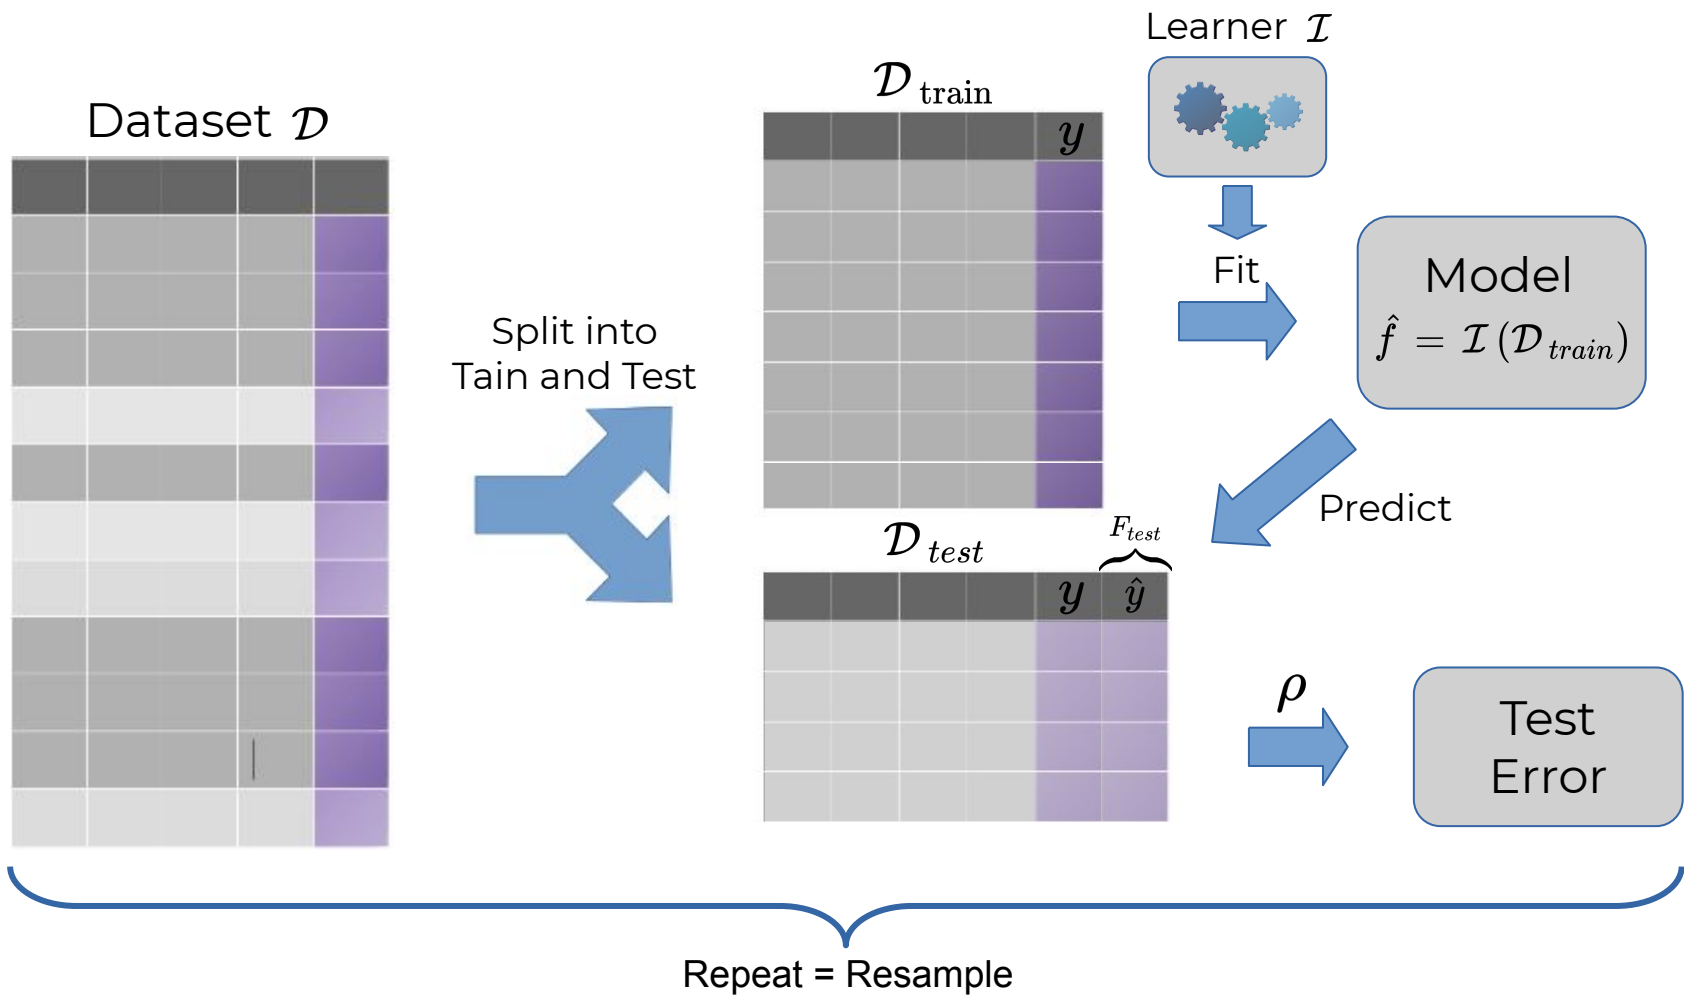 Dataset 𝒟
Split into
Tain and Test
𝒟 train
y
Learner ℐ
Fit
Model
f̂ = ℐ (𝒟 train)
Predict
𝒟 test
F test
y ŷ
ρ
Test
Error
Repeat = Resample